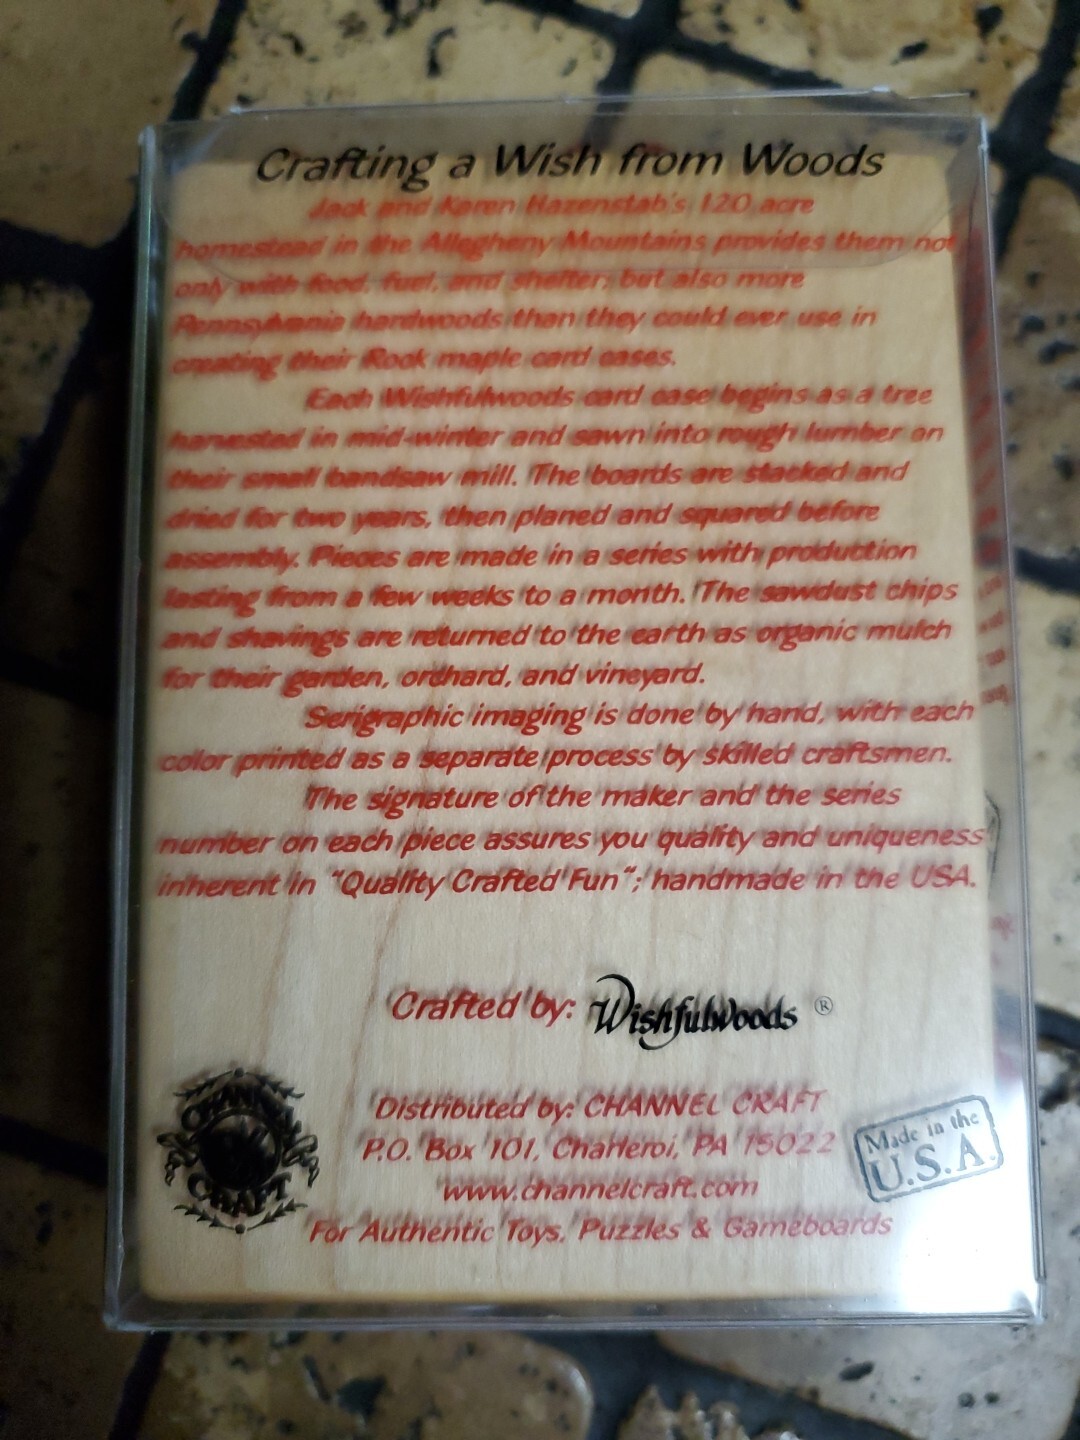 Crafting a Wish from Woods
Jack and Karen Hazenstab's 120 acre
homestead in the Allegheny Mountains provides them not
only with food, fuel, and shelter; but also more
Pennsylvania hardwoods than they could ever use in
creating their Rook maple card cases.
Each Wishfulwoods card case begins as a tree
harvested in mid-winter and sawn into rough lumber on
their small bandsaw mill. The boards are stacked and
dried for two years, then planed and squared before
assembly. Pieces are made in a series with production
lasting from a few weeks to a month. The sawdust chips
and shavings are returned to the earth as organic mulch
for their garden, orchard, and vineyard.
Serigraphic imaging is done by hand, with each
color printed as a separate process by skilled craftsmen.
The signature of the maker and the series
number on each piece assures you quality and uniqueness
inherent in "Quality Crafted Fun"; handmade in the USA.
Crafted by: Wishfulwoods ®
Distributed by: CHANNEL CRAFT
P.O. Box 101, Charleroi, PA 15022
www.channelcraft.com
For Authentic Toys, Puzzles & Gameboards
CHANNEL
CRAFT
Made in the
U.S.A.